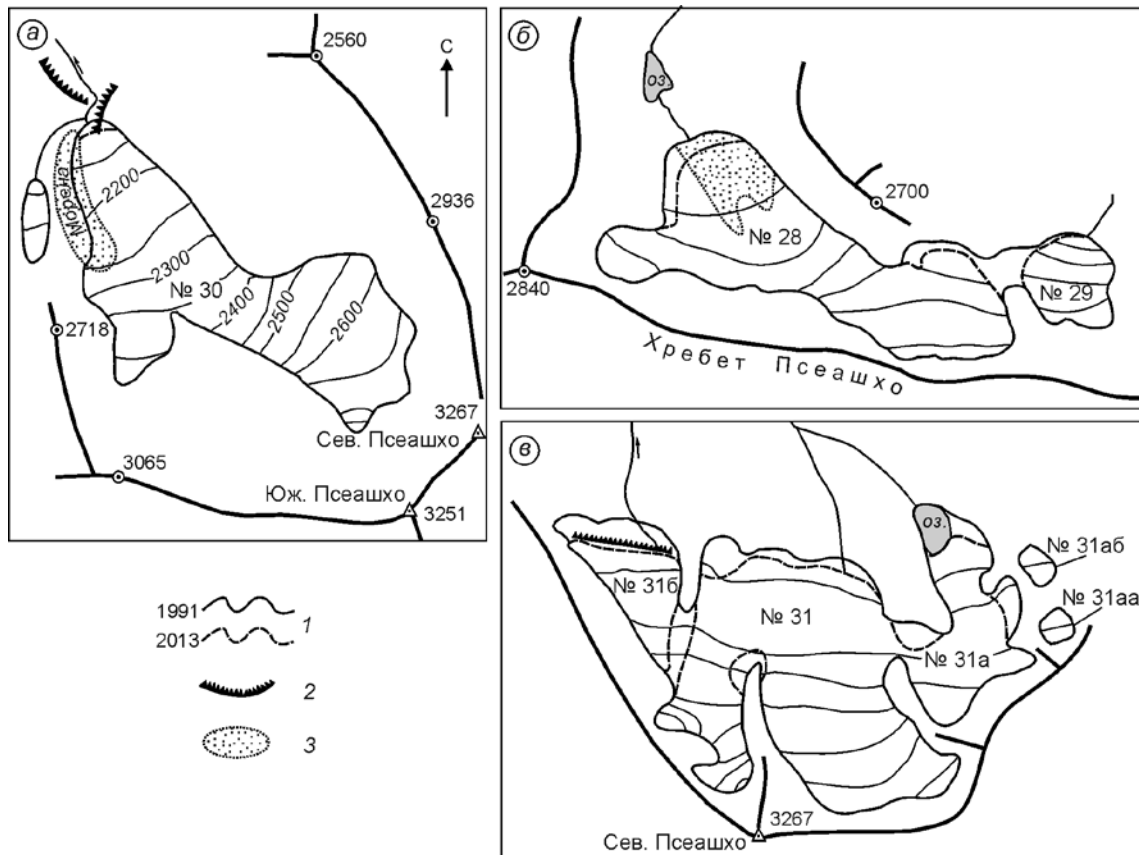 а
2560
С
2936
Морена
2200
2300
№ 30
2400
2500
2600
2718
3267
Сев. Псеашхо
3065
Юж. Псеашхо
3251
б
оз.
2700
№ 28
2840
№ 29
Хребет Псеашхо
в
оз.
№ 31аб
№ 31б
№ 31
№ 31аа
№ 31а
3267
Сев. Псеашхо
1991
2013
1
2
3